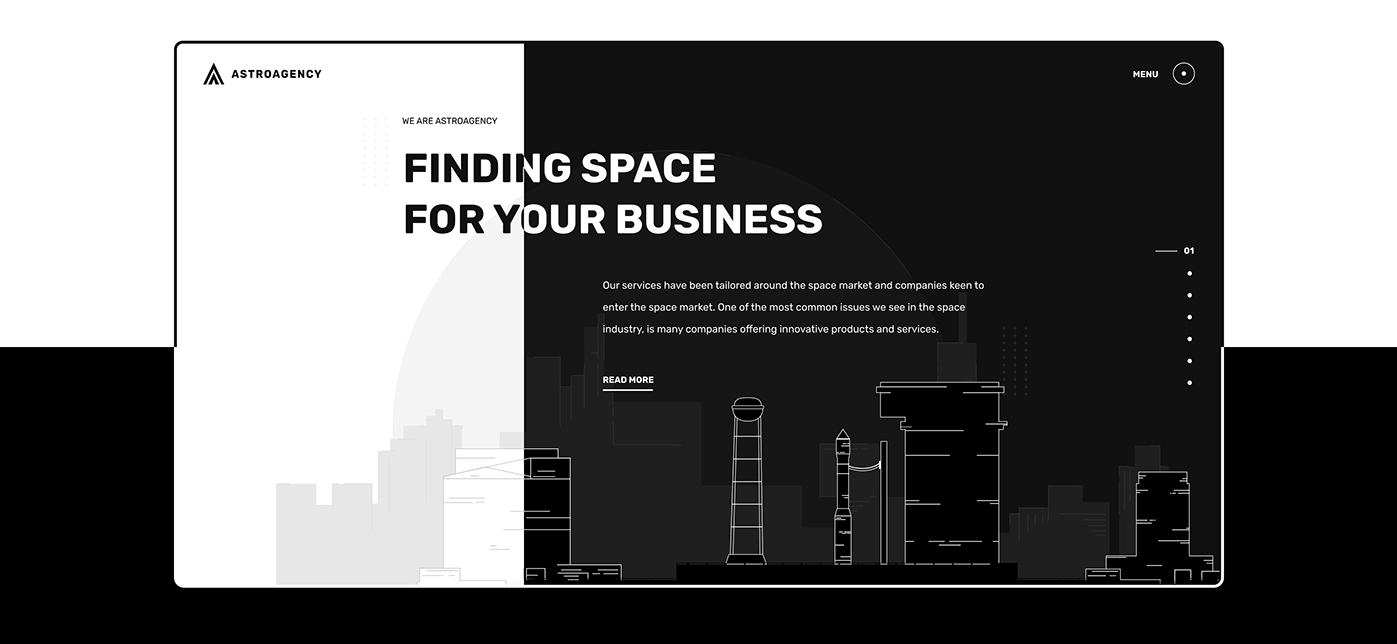 ASTROAGENCY
MENU
WE ARE ASTROAGENCY
FINDING SPACE
FOR YOUR BUSINESS
01
Our services have been tailored around the space market and companies keen to
enter the space market. One of the most common issues we see in the space
industry, is many companies offering innovative products and services.
READ MORE